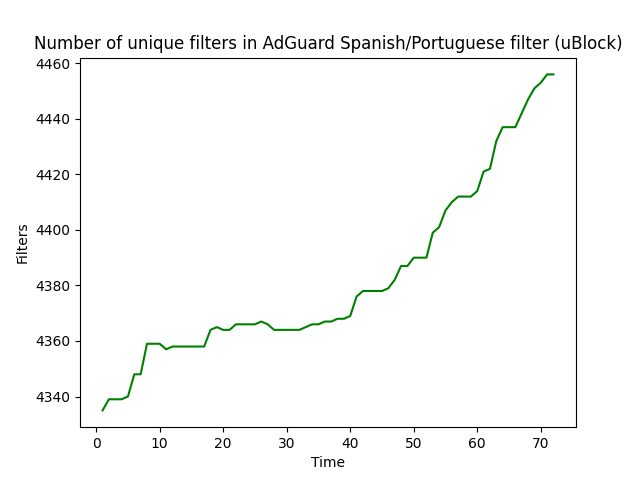 Number of unique filters in AdGuard Spanish/Portuguese filter (uBlock)
4460
4440
4420
4400
4380
4360
4340
Filters
0 10 20 30 40 50 60 70
Time